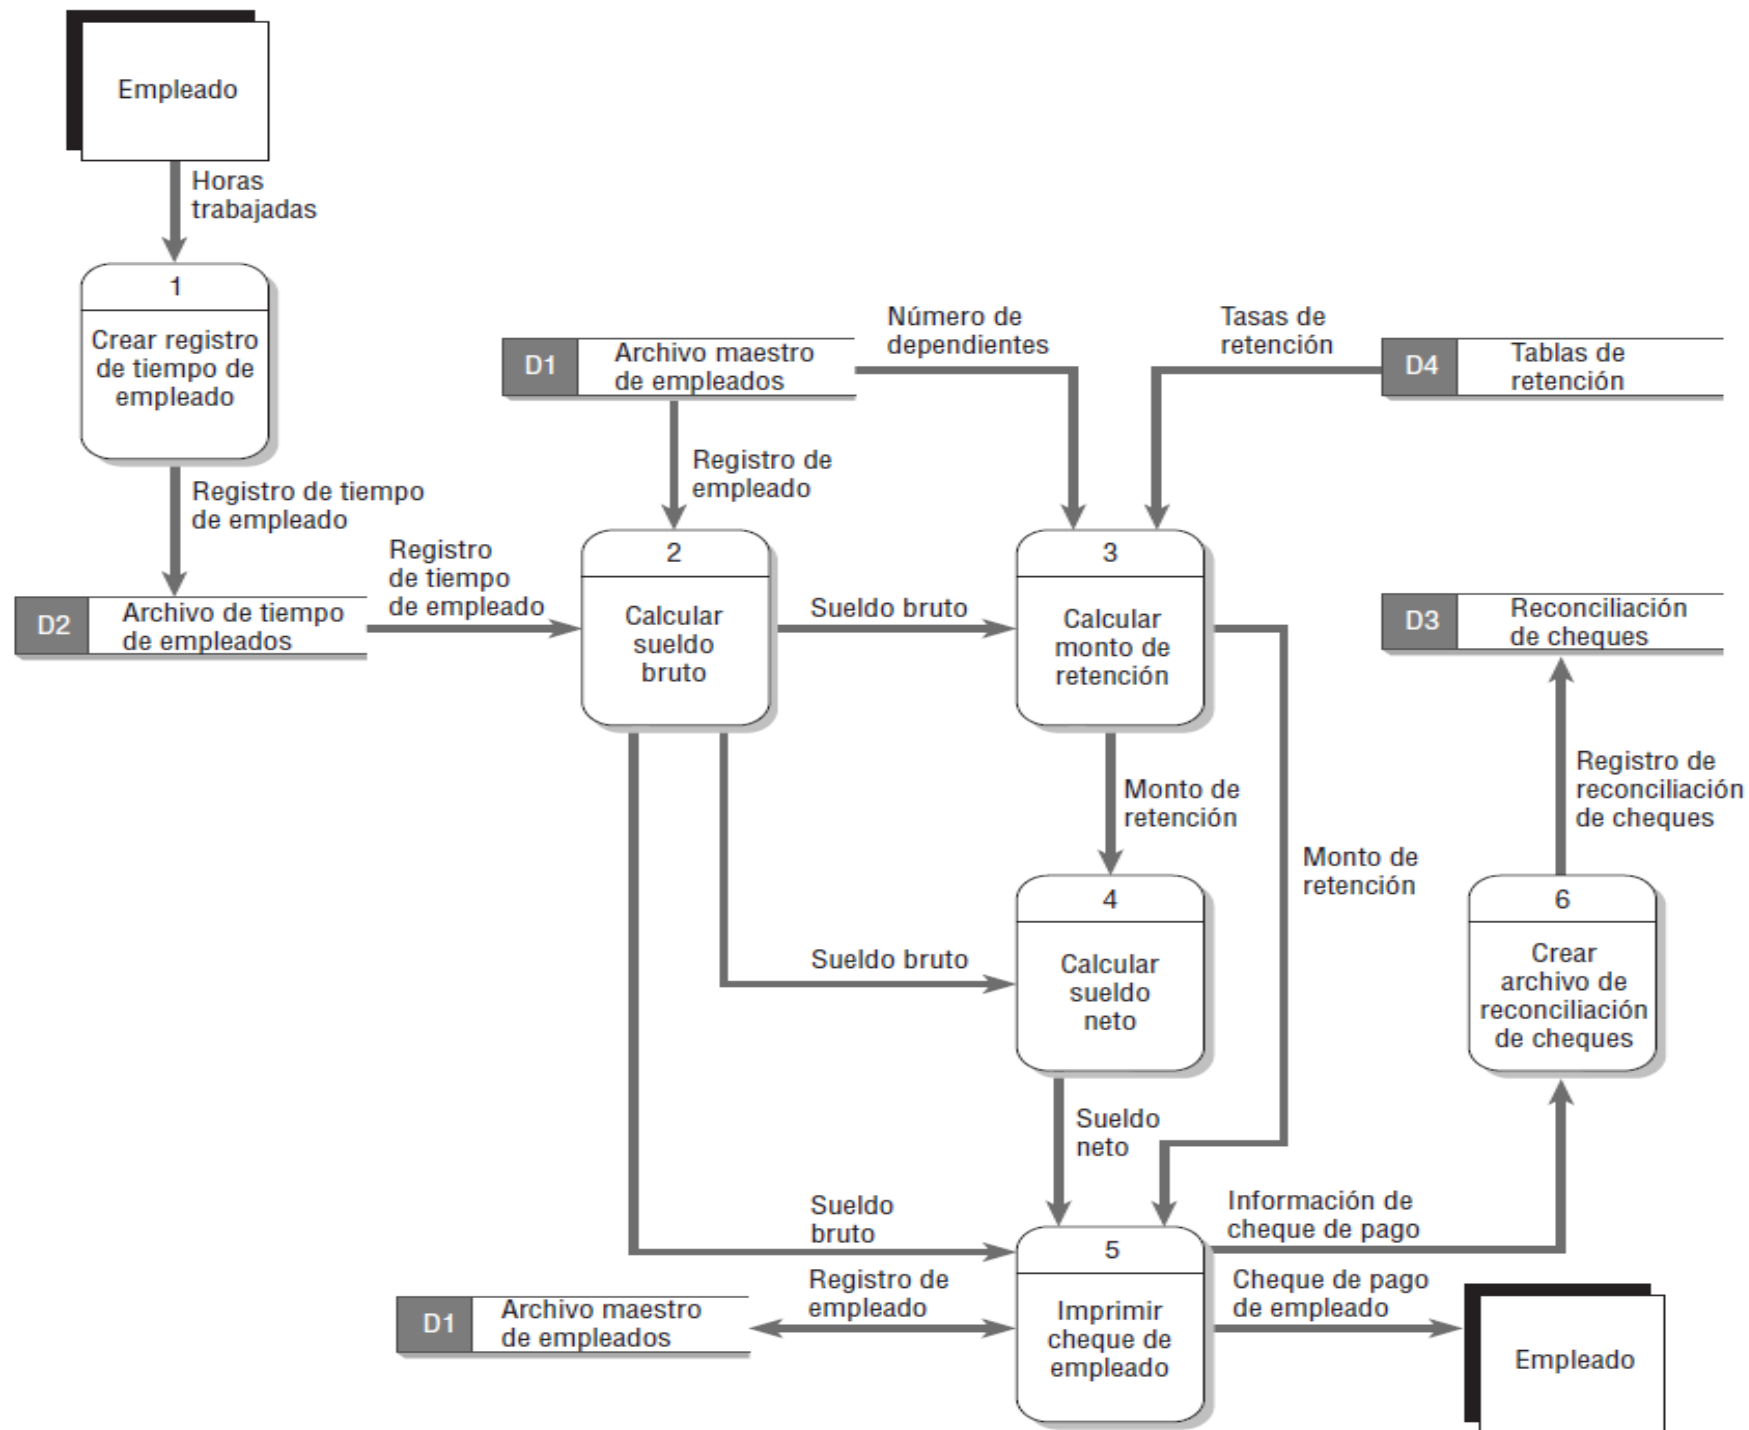 Empleado
Horas
trabajadas
1
Crear registro
de tiempo de
empleado
Registro de tiempo
de empleado
D2
Archivo de tiempo
de empleados
Registro
de tiempo
de empleado
D1
Archivo maestro
de empleados
Número de
dependientes
Tasas de
retención
D4
Tablas de
retención
Registro de
empleado
2
Calcular
sueldo
bruto
Sueldo bruto
3
Calcular
monto de
retención
D3
Reconciliación
de cheques
Monto de
retención
Monto de
retención
Registro de
reconciliación
de cheques
Sueldo bruto
4
Calcular
sueldo
neto
6
Crear
archivo de
reconciliación
de cheques
Sueldo
neto
Sueldo
bruto
Información de
cheque de pago
D1
Archivo maestro
de empleados
Registro de
empleado
5
Imprimir
cheque de
empleado
Cheque de pago
de empleado
Empleado